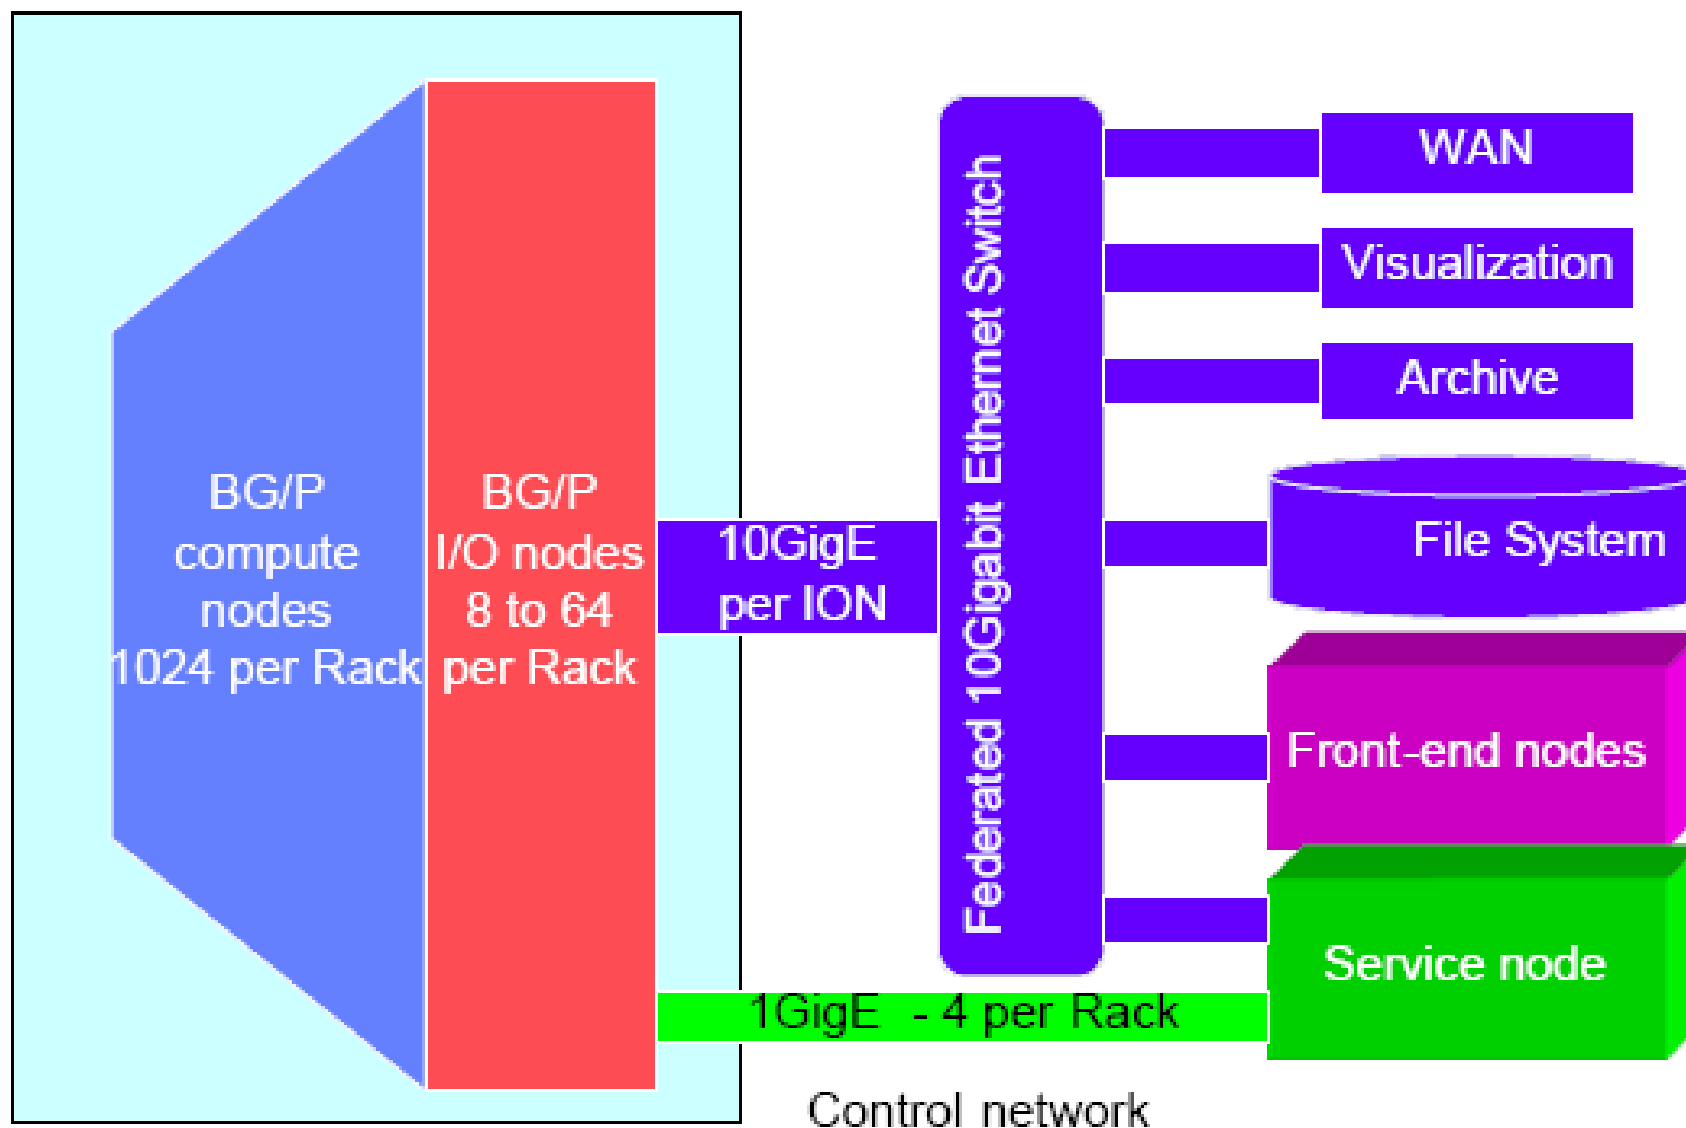 BG/P
compute
nodes
1024 per Rack
BG/P
I/O nodes
8 to 64
per Rack
10GigE
per ION
Federated 10Gigabit Ethernet Switch
WAN
Visualization
Archive
File System
Front-end nodes
Service node
1GigE - 4 per Rack
Control network